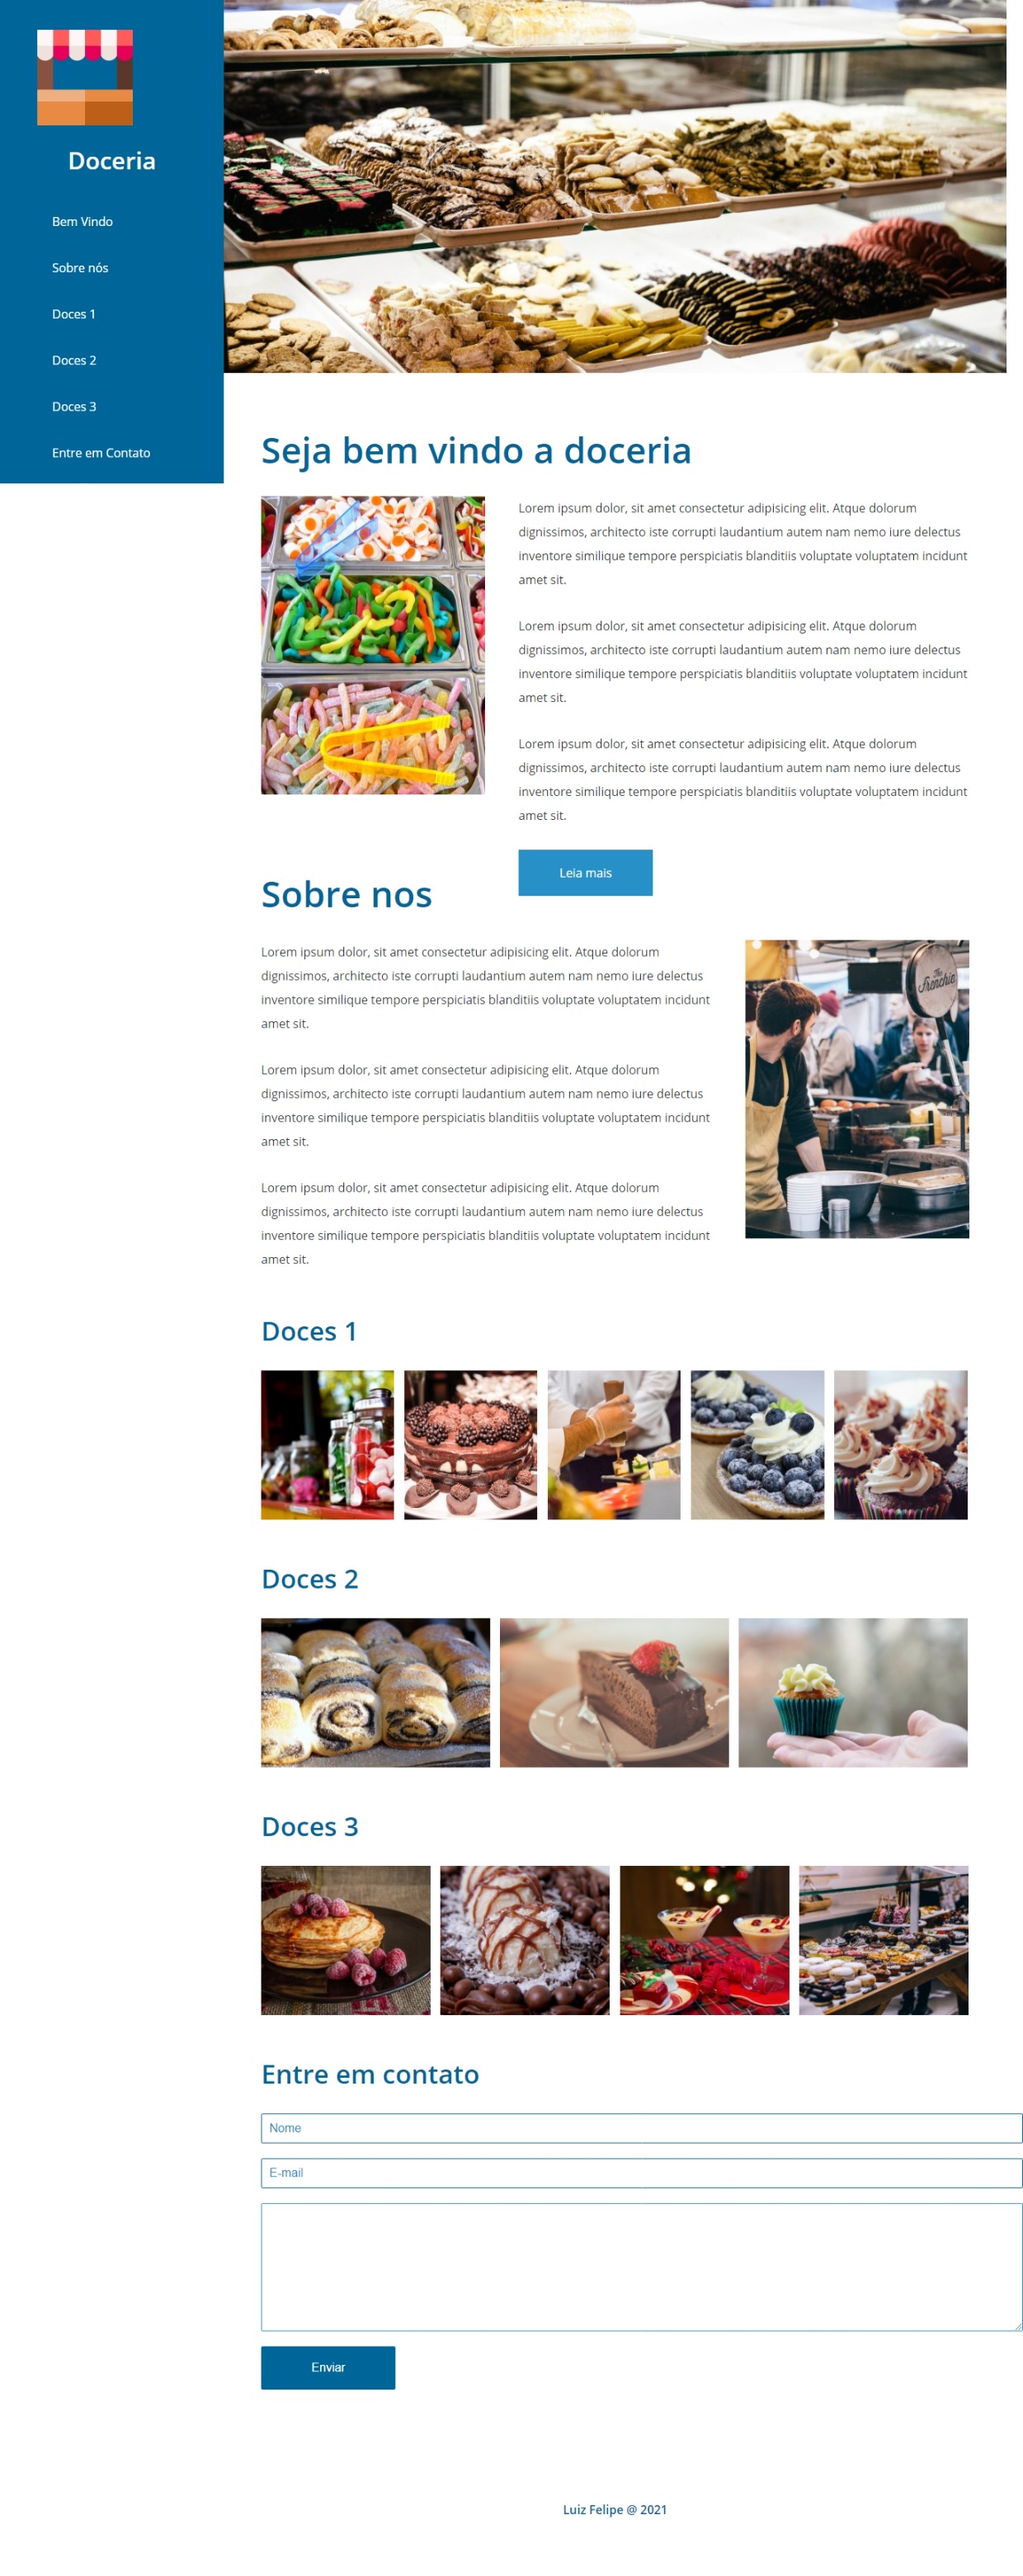 Doceria
Bem Vindo
Sobre nós
Doces 1
Doces 2
Doces 3
Entre em Contato
Seja bem vindo a doceria
Lorem ipsum dolor, sit amet consectetur adipisicing elit. Atque dolorum
dignissimos, architecto iste corrupti laudantium autem nam nemo iure delectus
inventore similique tempore perspiciatis blanditiis voluptate voluptatem incidunt
amet sit.
Lorem ipsum dolor, sit amet consectetur adipisicing elit. Atque dolorum
dignissimos, architecto iste corrupti laudantium autem nam nemo iure delectus
inventore similique tempore perspiciatis blanditiis voluptate voluptatem incidunt
amet sit.
Lorem ipsum dolor, sit amet consectetur adipisicing elit. Atque dolorum
dignissimos, architecto iste corrupti laudantium autem nam nemo iure delectus
inventore similique tempore perspiciatis blanditiis voluptate voluptatem incidunt
amet sit.
Leia mais
Sobre nos
Lorem ipsum dolor, sit amet consectetur adipisicing elit. Atque dolorum
dignissimos, architecto iste corrupti laudantium autem nam nemo iure delectus
inventore similique tempore perspiciatis blanditiis voluptate voluptatem incidunt
amet sit.
Lorem ipsum dolor, sit amet consectetur adipisicing elit. Atque dolorum
dignissimos, architecto iste corrupti laudantium autem nam nemo iure delectus
inventore similique tempore perspiciatis blanditiis voluptate voluptatem incidunt
amet sit.
Lorem ipsum dolor, sit amet consectetur adipisicing elit. Atque dolorum
dignissimos, architecto iste corrupti laudantium autem nam nemo iure delectus
inventore similique tempore perspiciatis blanditiis voluptate voluptatem incidunt
amet sit.
The
Frenchie
Doces 1
Doces 2
Doces 3
Entre em contato
Nome
E-mail
Enviar
Luiz Felipe @ 2021